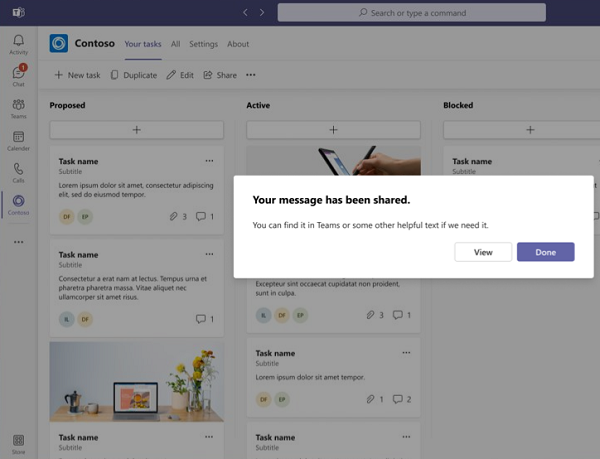 Search or type a command
Activity
1
Chat
Teams
Calendar
Calls
Contoso
Store
Contoso
Your tasks
All
Settings
About
New task
Duplicate
Edit
Share
Proposed
Task name
Subtitle
Lorem ipsum dolor sit amet, consectetur adipiscing
elit, sed do eiusmod tempor.
DF
EP
3
1
Task name
Subtitle
Consectetur a erat nam at lectus. Tempus urna et
pharetra pharetra massa. Vitae aliquet nec
ullamcorper sit amet risus.
IL
DF
1
Task name
Subtitle
Active
Excepteur sint occaecat cupidatat non proident,
sunt in culpa.
IL
DF
EP
3
1
Task name
Subtitle
Lorem ipsum dolor sit amet tempor.
DF
EP
1
2
Task name
Subtitle
Blocked
Task name
Subtitle
Your message has been shared.
You can find it in Teams or some other helpful text if we need it.
View
Done